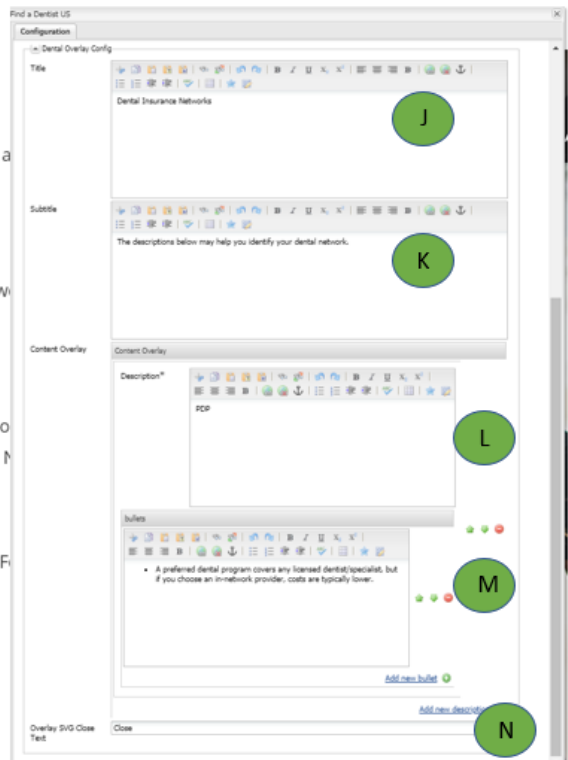 Find a Dentist US
Configuration
Dental Overlay Config
Title
Dental Insurance Networks
J
Subtitle
The descriptions below may help you identify your dental network.
K
Content Overlay
Content Overlay
Description*
PDP
L
bullets
• A preferred dental program covers any licensed dentist/specialist, but
if you choose an in-network provider, costs are typically lower.
M
Add new bullet
Add new
N
Overlay SVG Close
Text
Close